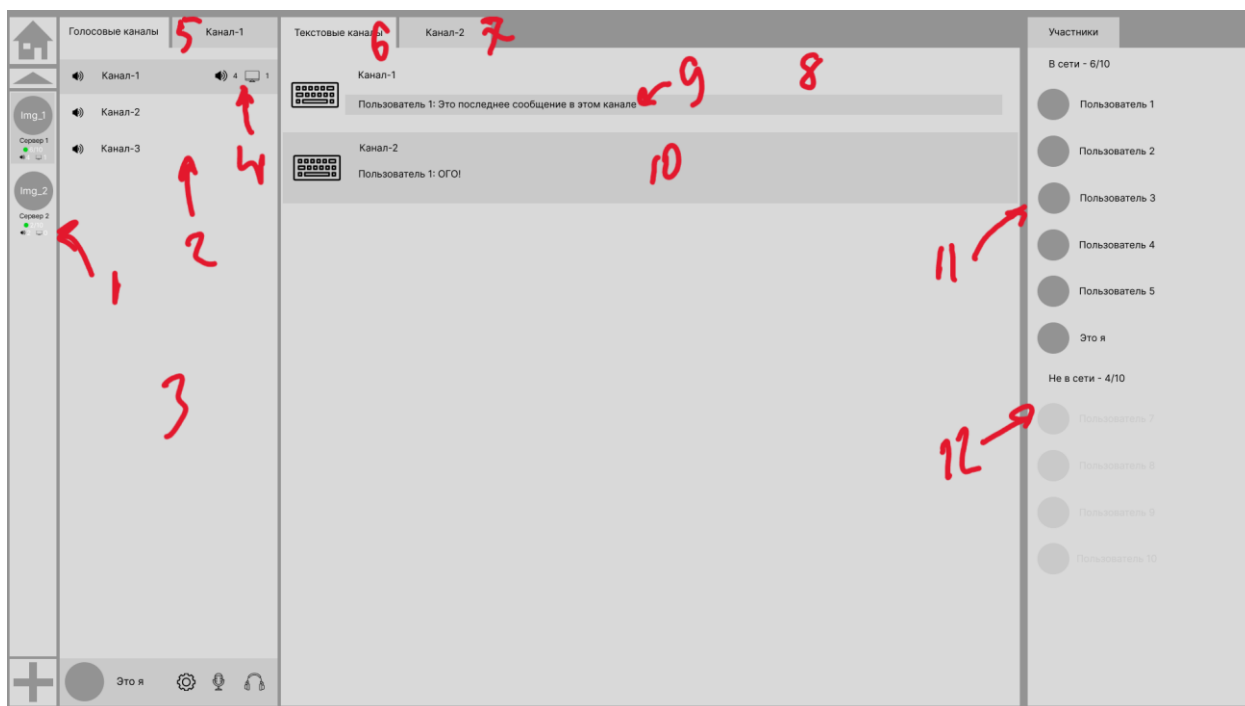 Голосовые каналы
5
Канал-1
Текстовые каналы
6
Канал-2
7
Участники
Канал-1
4
1
Канал-1
9
8
В сети - 6/10
Img_1
Пользователь 1: Это последнее сообщение в этом канале
Пользователь 1
Канал-2
Сервер 1
Канал-3
4
Канал-2
10
Пользователь 2
Img_2
Пользователь 1: ОГО!
Пользователь 3
Сервер 2
2
11
Пользователь 4
1
Пользователь 5
Это я
3
Не в сети - 4/10
12
Пользователь 7
Пользователь 8
Пользователь 9
Пользователь 10
Это я